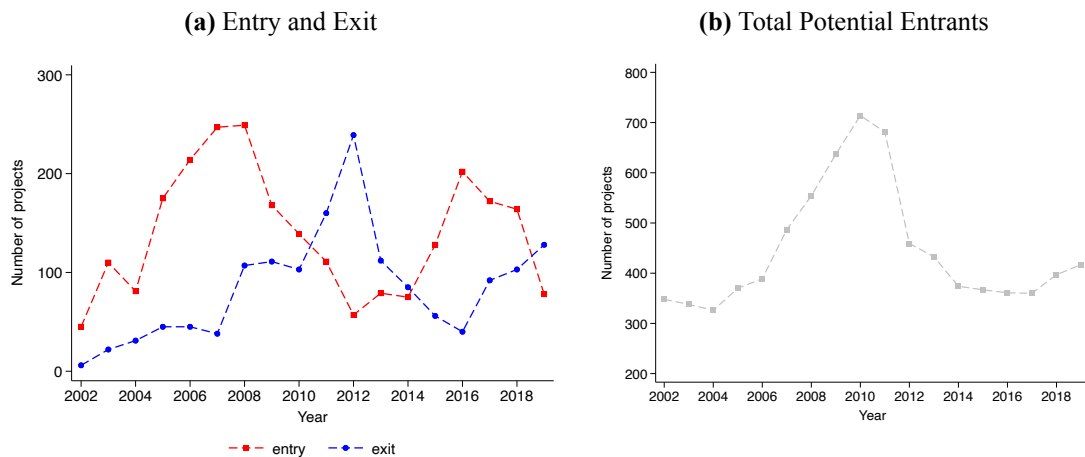 (a) Entry and Exit
300
200
100
0
Number of projects
2002 2004 2006 2008 2010 2012 2014 2016 2018
Year
entry exit
(b) Total Potential Entrants
800
700
600
500
400
300
200
Number of projects
2002 2004 2006 2008 2010 2012 2014 2016 2018
Year